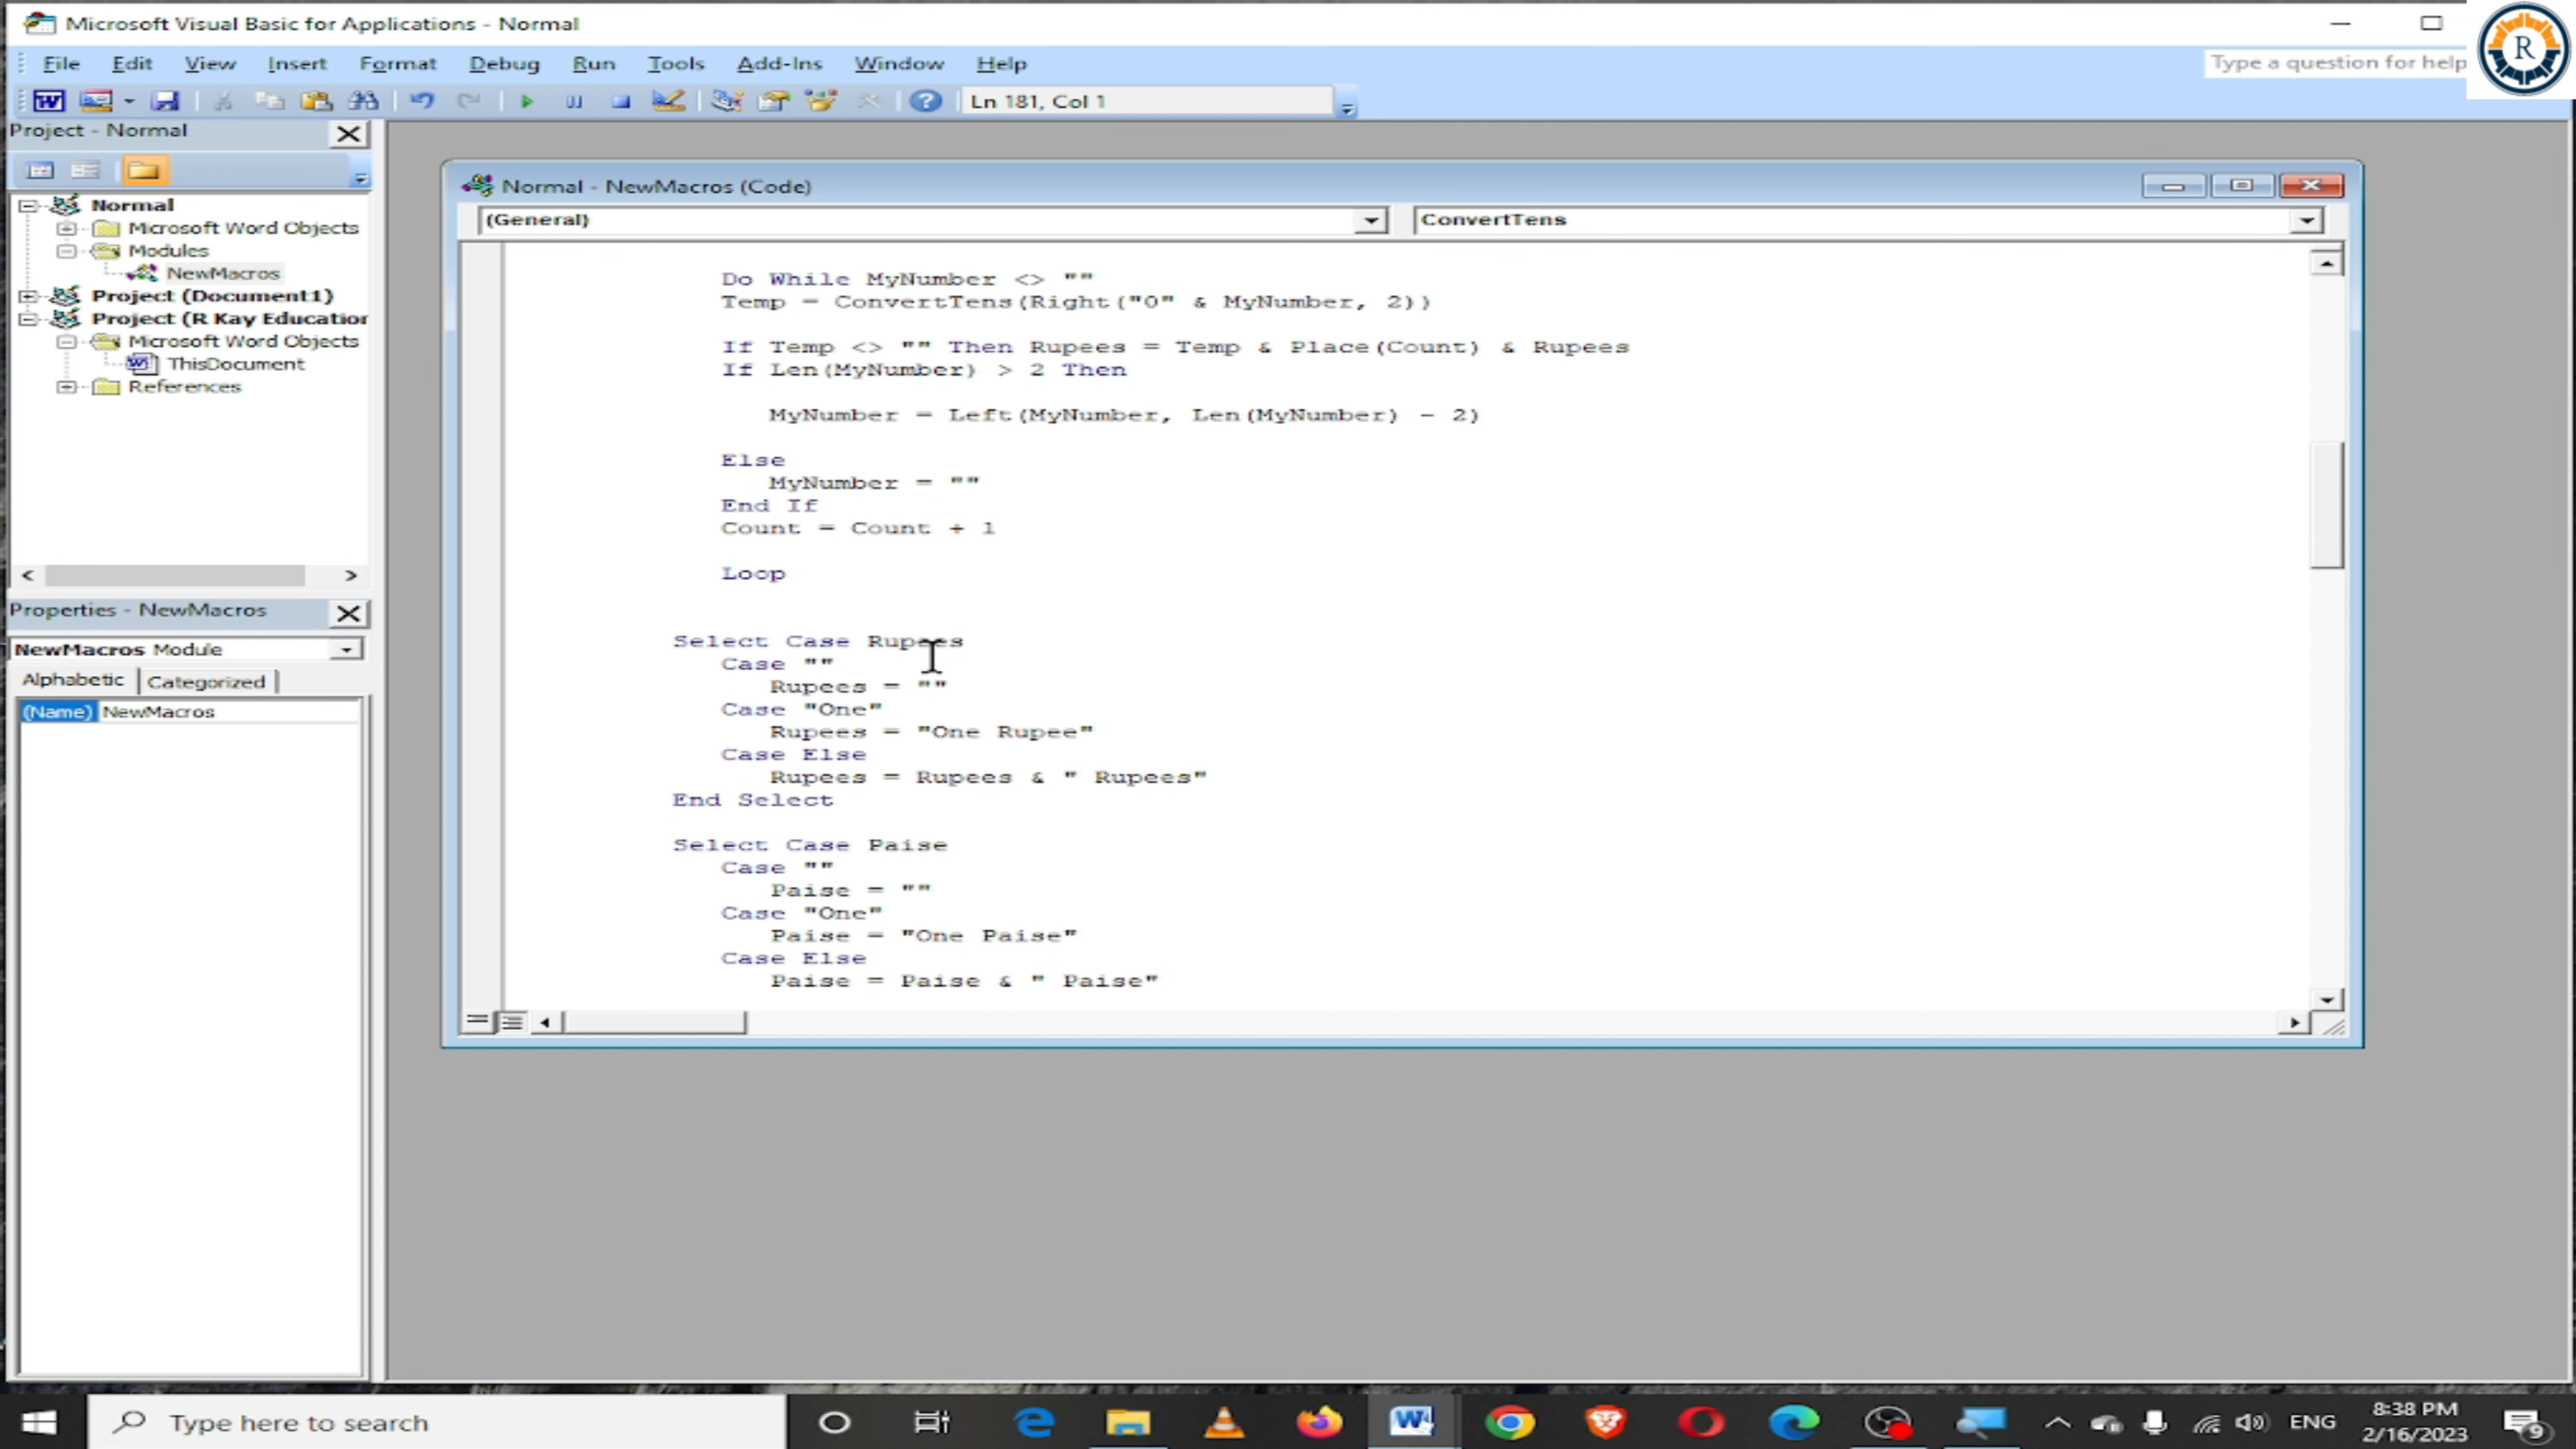 Microsoft Visual Basic for Applications - Normal
R
File Edit View Insert Format Debug Run Tools Add-Ins Window Help
Type a question for help
Ln 181, Col 1
Project - Normal
Normal
Microsoft Word Objects
Modules
NewMacros
Project (Document1)
Project (R Kay Education
Microsoft Word Objects
ThisDocument
References
Properties - NewMacros
NewMacros Module
Alphabetic Categorized
(Name) NewMacros
Normal - NewMacros (Code)
(General) ConvertTens
Do While MyNumber <> ""
Temp = ConvertTens(Right("0" & MyNumber, 2))
If Temp <> "" Then Rupees = Temp & Place(Count) & Rupees
If Len(MyNumber) > 2 Then
MyNumber = Left(MyNumber, Len(MyNumber) - 2)
Else
MyNumber = ""
End If
Count = Count + 1
Loop
Select Case Rupees
Case ""
Rupees = ""
Case "One"
Rupees = "One Rupee"
Case Else
Rupees = Rupees & " Rupees"
End Select
Select Case Paise
Case ""
Paise = ""
Case "One"
Paise = "One Paise"
Case Else
Paise = Paise & " Paise"
Type here to search
ENG
8:38 PM
2/16/2023
9